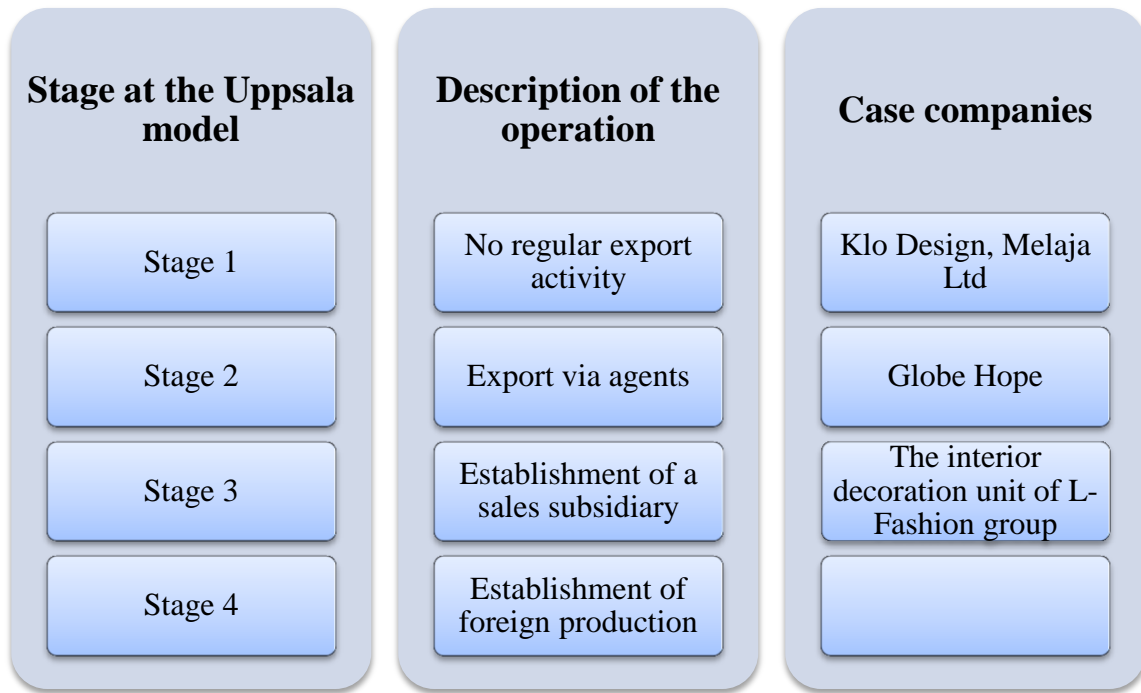 Stage at the Uppsala
model
Description of the
operation
Case companies
Stage 1
No regular export
activity
Klo Design, Melaja
Ltd
Stage 2
Export via agents
Globe Hope
Stage 3
Establishment of a
sales subsidiary
The interior
decoration unit of L-
Fashion group
Stage 4
Establishment of
foreign production